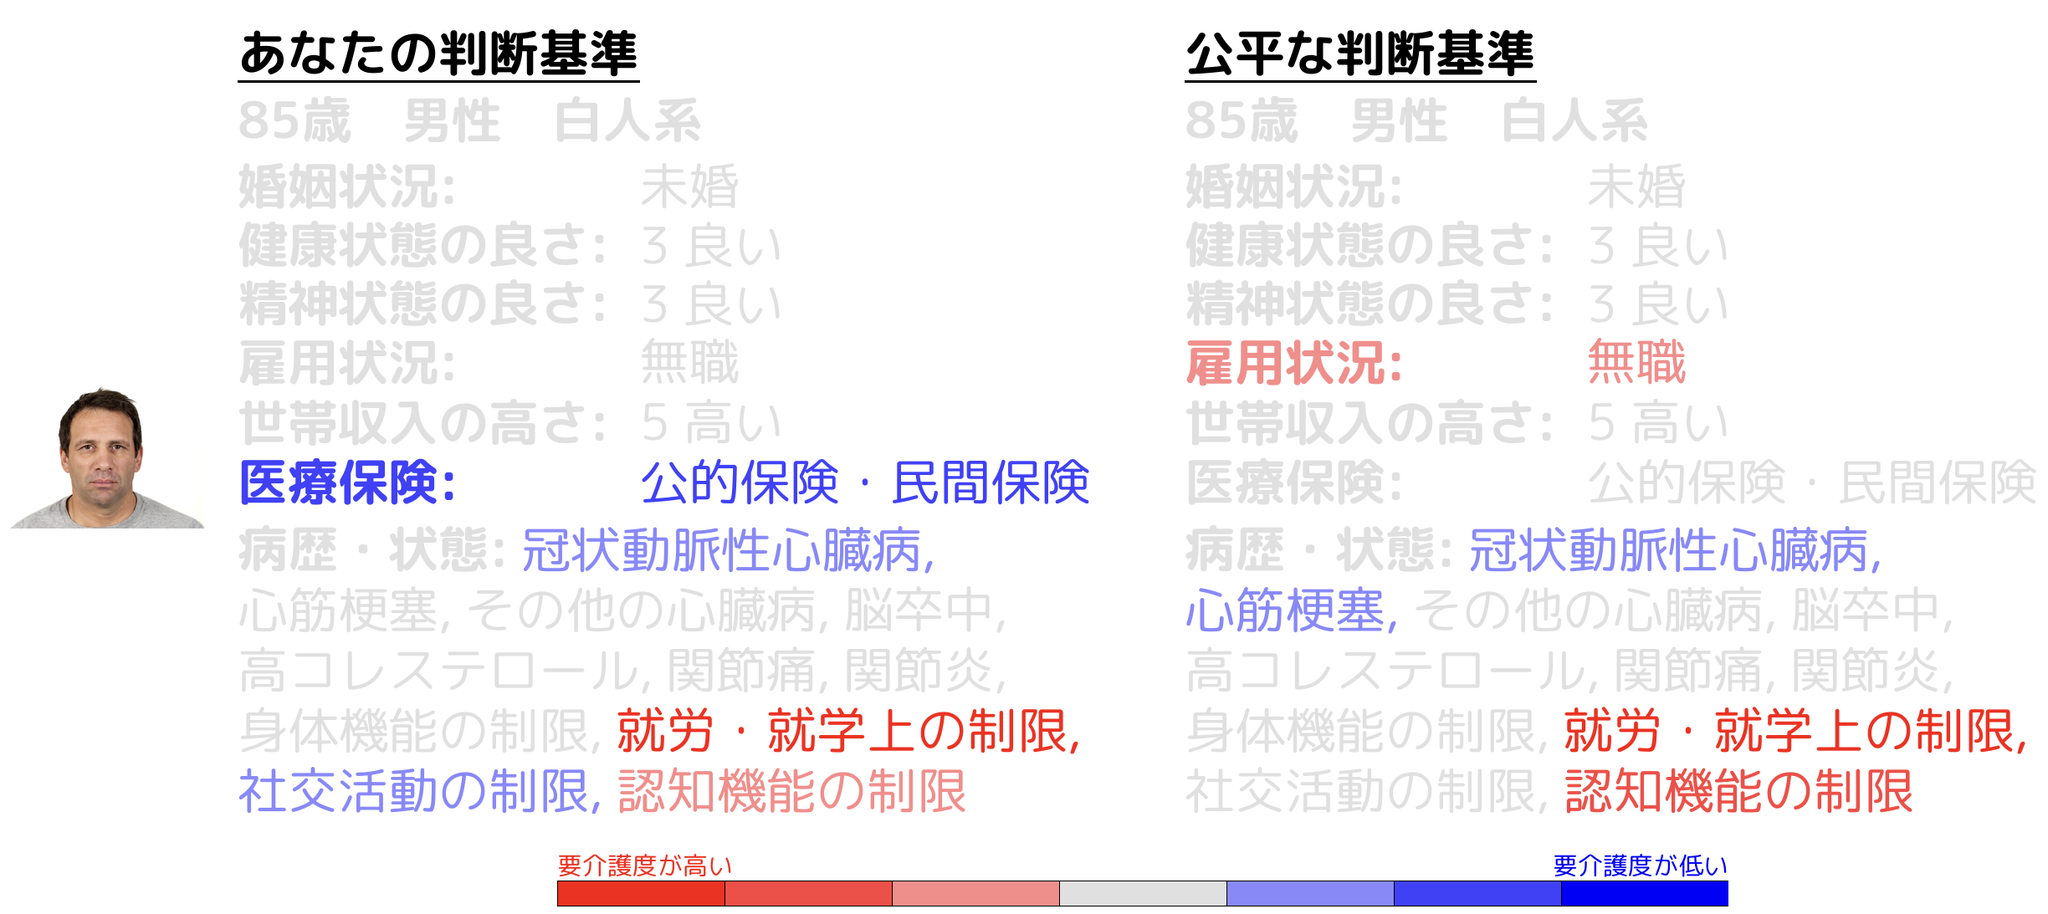 あなたの判断基準
85歳　男性　白人系
婚姻状況: 未婚
健康状態の良さ: 3 良い
精神状態の良さ: 3 良い
雇用状況: 無職
世帯収入の高さ: 5 高い
医療保険: 公的保険・民間保険
病歴・状態: 冠状動脈性心臓病,
心筋梗塞, その他の心臓病, 脳卒中,
高コレステロール, 関節痛, 関節炎,
身体機能の制限, 就労・就学上の制限,
社交活動の制限, 認知機能の制限
公平な判断基準
85歳　男性　白人系
婚姻状況: 未婚
健康状態の良さ: 3 良い
精神状態の良さ: 3 良い
雇用状況: 無職
世帯収入の高さ: 5 高い
医療保険: 公的保険・民間保険
病歴・状態: 冠状動脈性心臓病,
心筋梗塞, その他の心臓病, 脳卒中,
高コレステロール, 関節痛, 関節炎,
身体機能の制限, 就労・就学上の制限,
社交活動の制限, 認知機能の制限
要介護度が高い
要介護度が低い